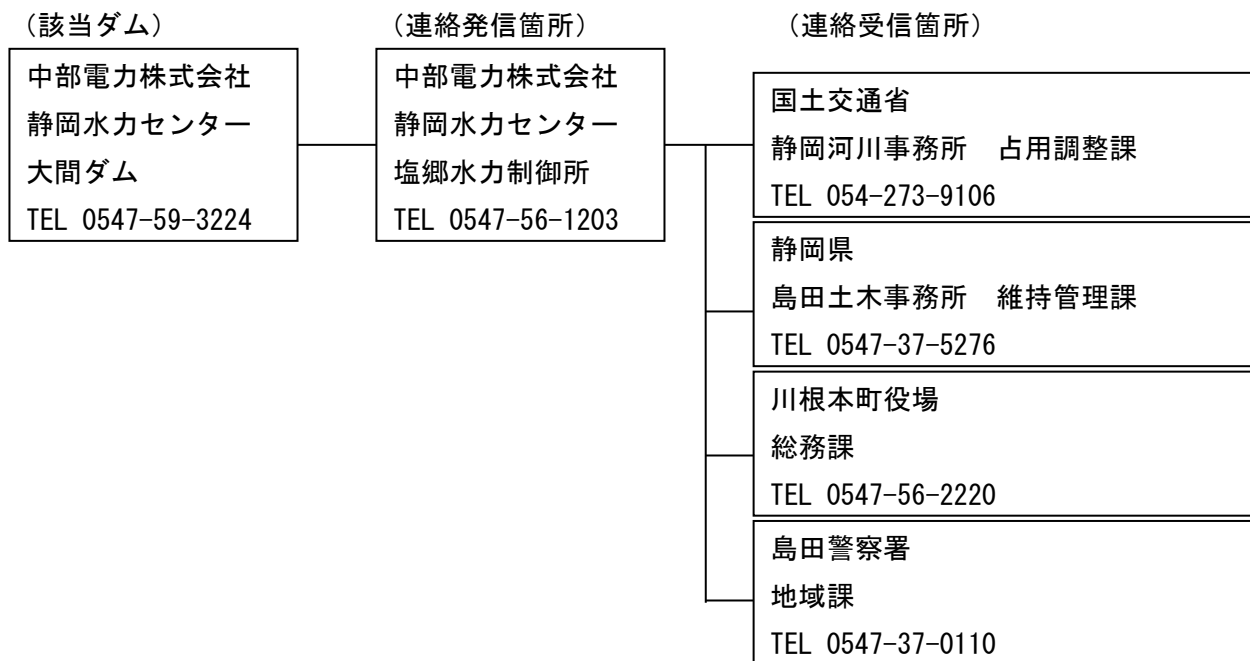 （該当ダム）
中部電力株式会社
静岡水力センター
大間ダム
TEL 0547-59-3224
（連絡発信箇所）
中部電力株式会社
静岡水力センター
塩郷水力制御所
TEL 0547-56-1203
（連絡受信箇所）
国土交通省
静岡河川事務所　占用調整課
TEL 054-273-9106
静岡県
島田土木事務所　維持管理課
TEL 0547-37-5276
川根本町役場
総務課
TEL 0547-56-2220
島田警察署
地域課
TEL 0547-37-0110